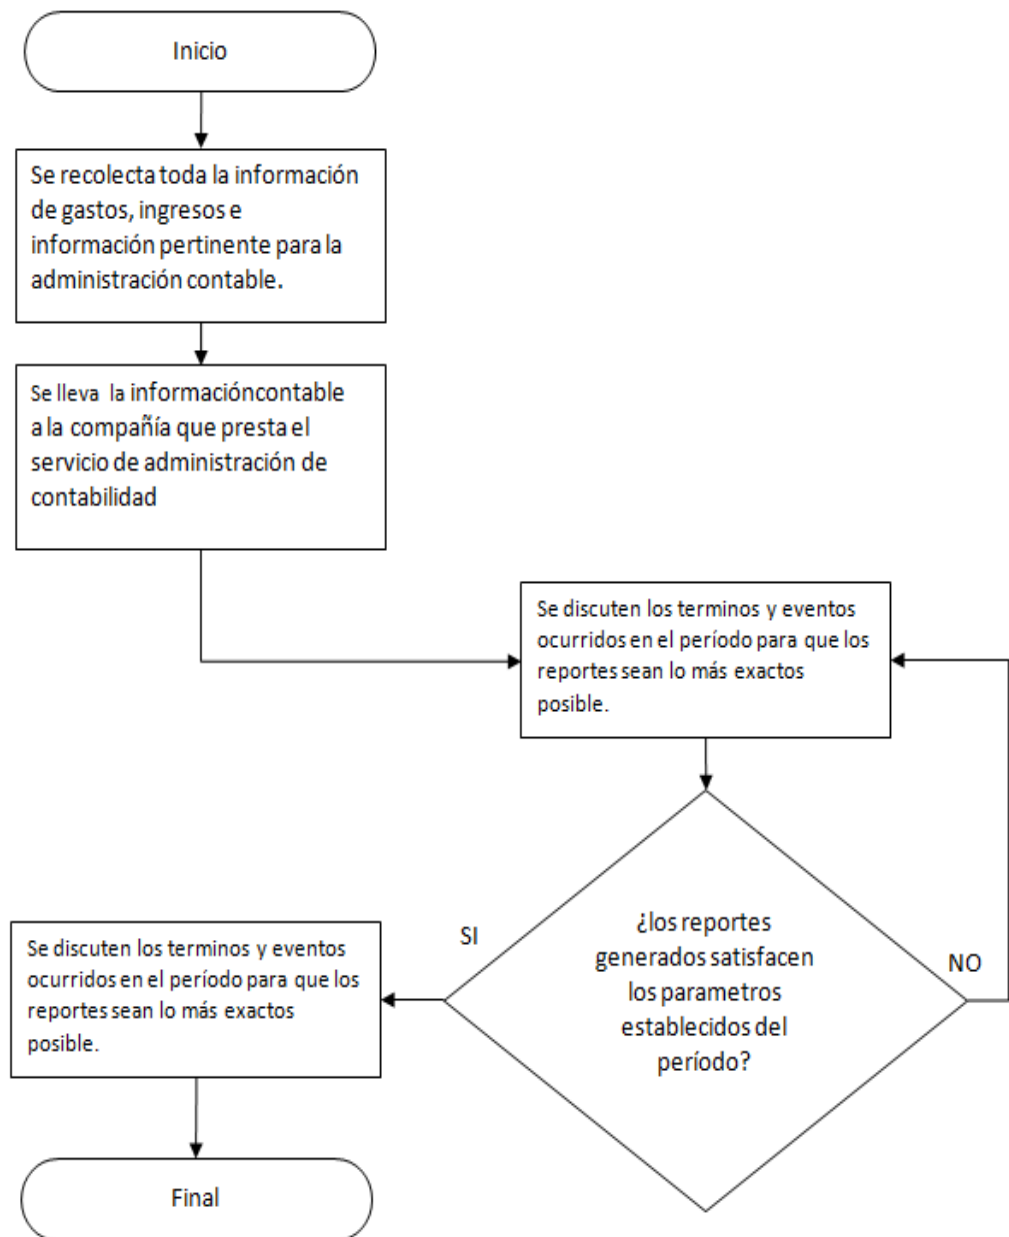 Inicio
Se recolecta toda la información
de gastos, ingresos e
información pertinente para la
administración contable.
Se lleva la informacióncontable
a la compañía que presta el
servicio de administración de
contabilidad
Se discuten los terminos y eventos
ocurridos en el período para que los
reportes sean lo más exactos
posible.
¿los reportes
generados satisfacen
los parametros
establecidos del
período?
SI
NO
Se discuten los terminos y eventos
ocurridos en el período para que los
reportes sean lo más exactos
posible.
Final